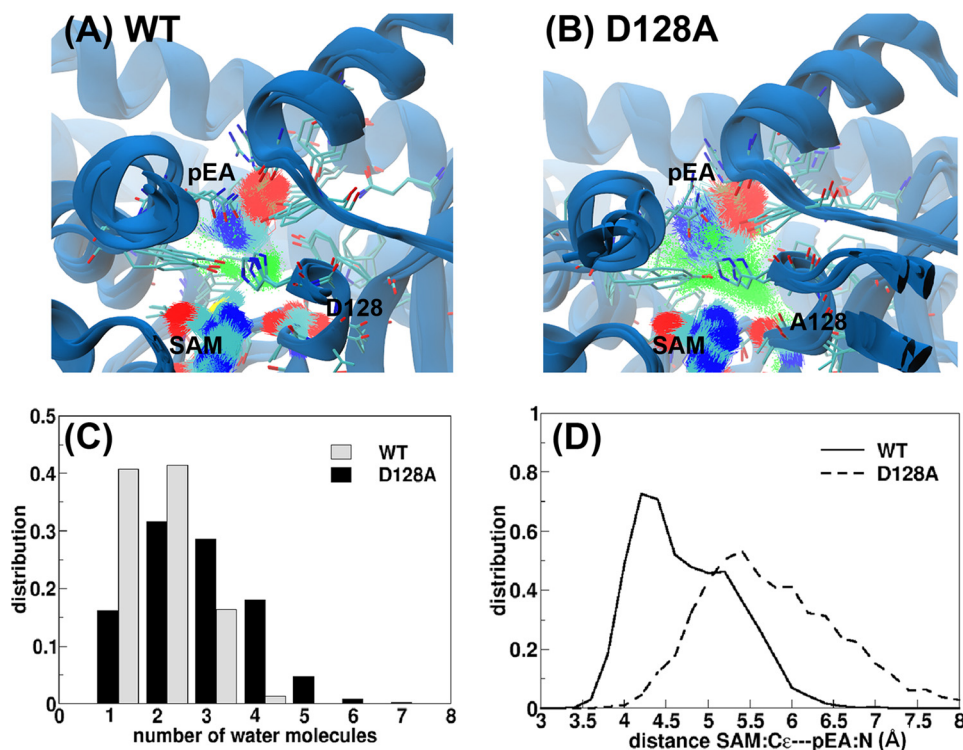 (A) WT
pEA
D128
SAM
(B) D128A
pEA
A128
SAM
(C)
WT
D128A
distribution
0.5
0.4
0.3
0.2
0.1
0
0 1 2 3 4 5 6 7 8
number of water molecules
(D)
WT
D128A
distribution
1
0.8
0.6
0.4
0.2
0
3 3.5 4 4.5 5 5.5 6 6.5 7 7.5 8
distance SAM:Cε---pEA:N (Å)